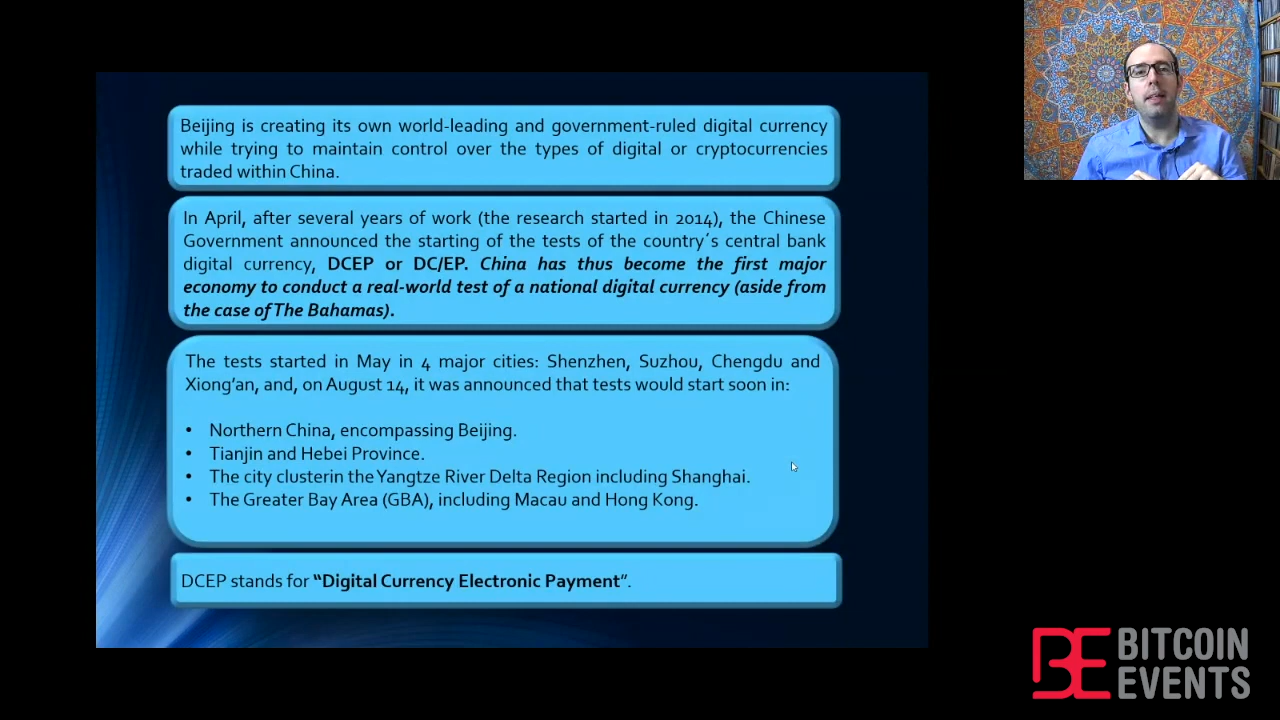 Beijing is creating its own world-leading and government-ruled digital currency
while trying to maintain control over the types of digital or cryptocurrencies
traded within China.
In April, after several years of work (the research started in 2014), the Chinese
Government announced the starting of the tests of the country´s central bank
digital currency, DCEP or DC/EP. China has thus become the first major
economy to conduct a real-world test of a national digital currency (aside from
the case of The Bahamas).
The tests started in May in 4 major cities: Shenzhen, Suzhou, Chengdu and
Xiong’an, and, on August 14, it was announced that tests would start soon in:
• Northern China, encompassing Beijing.
• Tianjin and Hebei Province.
• The city clusterin the Yangtze River Delta Region including Shanghai.
• The Greater Bay Area (GBA), including Macau and Hong Kong.
DCEP stands for “Digital Currency Electronic Payment”.
BE BITCOIN
EVENTS